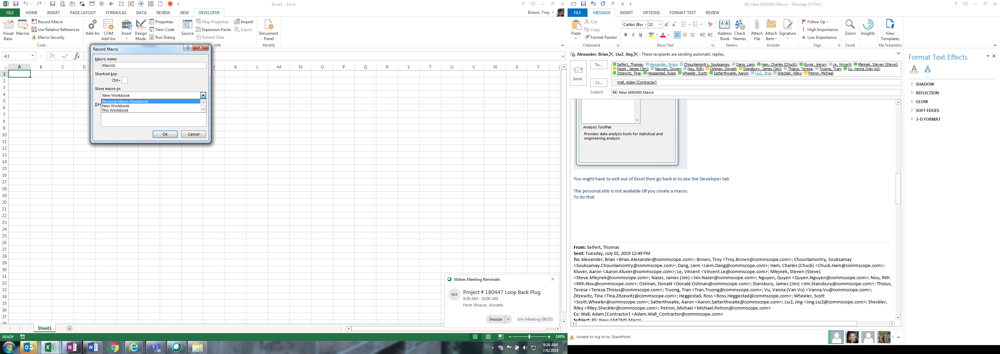 Book1 - Excel
FILE HOME INSERT PAGE LAYOUT FORMULAS DATA REVIEW VIEW DEVELOPER
Brown, Troy
Visual Basic
Macros
Record Macro
Use Relative References
Macro Security
Code
Add-Ins
COM Add-Ins
Insert
Design Mode
Properties
View Code
Run Dialog
Source
Map Properties
Expansion Packs
Refresh Data
Import
Export
XML
Document Panel
Modify
A1
fx
A B C D J K L M N O P Q R S T U V W X Y Z
1
2
3
4
5
6
7
8
9
10
11
12
13
14
15
16
17
18
19
20
21
22
23
24
25
26
27
28
29
30
31
32
33
34
35
36
37
38
Record Macro
Macro name:
Macro1
Shortcut key:
Ctrl+
Store macro in:
New Workbook
Personal Macro Workbook
New Workbook
This Workbook
Des
OK Cancel
Webex Meeting Reminder
WA
Project # 180447 Loop Back Plug
9:30 AM - 10:00 AM
Host: Weaver, Annette
Snooze
Join Meeting (08:10)
Sheet1
READY
100%
9:16 AM
7/8/2019
RE: New AMOMS Macro - Message (HTML)
FILE MESSAGE INSERT OPTIONS FORMAT TEXT REVIEW
Paste
Cut
Copy
Format Painter
Clipboard
Calibri (Bo 11
B I U
Basic Text
Address Book
Check Names
Names
Attach File
Attach Item
Signature
Include
Follow Up
High Importance
Low Importance
Tags
Zoom
Zoom
Insights
View Templates
My Templates
Alexander, Brian Liu2, Jing : These recipients are sending automatic replies.
Send
To...
Seifert, Thomas; Alexander, Brian; Chounlamontry, Souksamay; Dang, Liem; Ham, Charles (Chuck); Kluver, Aaron; Le, Vincent; Mlejnek, Steven (Steve);
Nazer, James (Jim); Nguyen, Quyen; Nou, Rith; Ostman, Donald; Stansbury, James (Jim); Thisius, Teresa; Truong, Tran; Vu, Vanna (Van Vo);
Zitzewitz, Tina; Heggestad, Ross; Wheeler, Scott; Satterthwaite, Aaron; Liu2, Jing; Sheckler, Riley; Petron, Michael
Cc...
Wall, Adam [Contractor]
Subject
RE: New AMOMS Macro
Analysis ToolPak
Provides data analysis tools for statistical and
engineering analysis
You might have to exit out of Excel then go back in to see the Developer tab
The personal.xlsb is not available till you create a macro.
To do that
From: Seifert, Thomas
Sent: Tuesday, July 02, 2019 12:49 PM
To: Alexander, Brian <Brian.Alexander@commscope.com>; Brown, Troy <Troy.Brown@commscope.com>; Chounlamontry, Souksamay
<Souksamay.Chounlamontry@commscope.com>; Dang, Liem <Liem.Dang@commscope.com>; Ham, Charles (Chuck) <Chuck.Ham@commscope.com>;
Kluver, Aaron <Aaron.Kluver@commscope.com>; Le, Vincent <Vincent.Le@commscope.com>; Mlejnek, Steven (Steve)
<Steve.Mlejnek@commscope.com>; Nazer, James (Jim) <Jim.Nazer@commscope.com>; Nguyen, Quyen <Quyen.Nguyen@commscope.com>; Nou, Rith
<Rith.Nou@commscope.com>; Ostman, Donald <Donald.Ostman@commscope.com>; Stansbury, James (Jim) <Jim.Stansbury@commscope.com>; Thisius,
Teresa <Teresa.Thisius@commscope.com>; Truong, Tran <Tran.Truong@commscope.com>; Vu, Vanna (Van Vo) <Vanna.Vu@commscope.com>;
Zitzewitz, Tina <Tina.Zitzewitz@commscope.com>; Heggestad, Ross <Ross.Heggestad@commscope.com>; Wheeler, Scott
<Scott.Wheeler@commscope.com>; Satterthwaite, Aaron <Aaron.Satterthwaite@commscope.com>; Liu2, Jing <Jing.Liu2@commscope.com>; Sheckler,
Riley <Riley.Sheckler@commscope.com>; Petron, Michael <Michael.Petron@commscope.com>
Cc: Wall, Adam [Contractor] <Adam.Wall_Contractor@commscope.com>
Subject: RE: New AMOMS Macro
Unable to log in to: SharePoint.
Format Text Effects
SHADOW
REFLECTION
GLOW
SOFT EDGES
3-D FORMAT